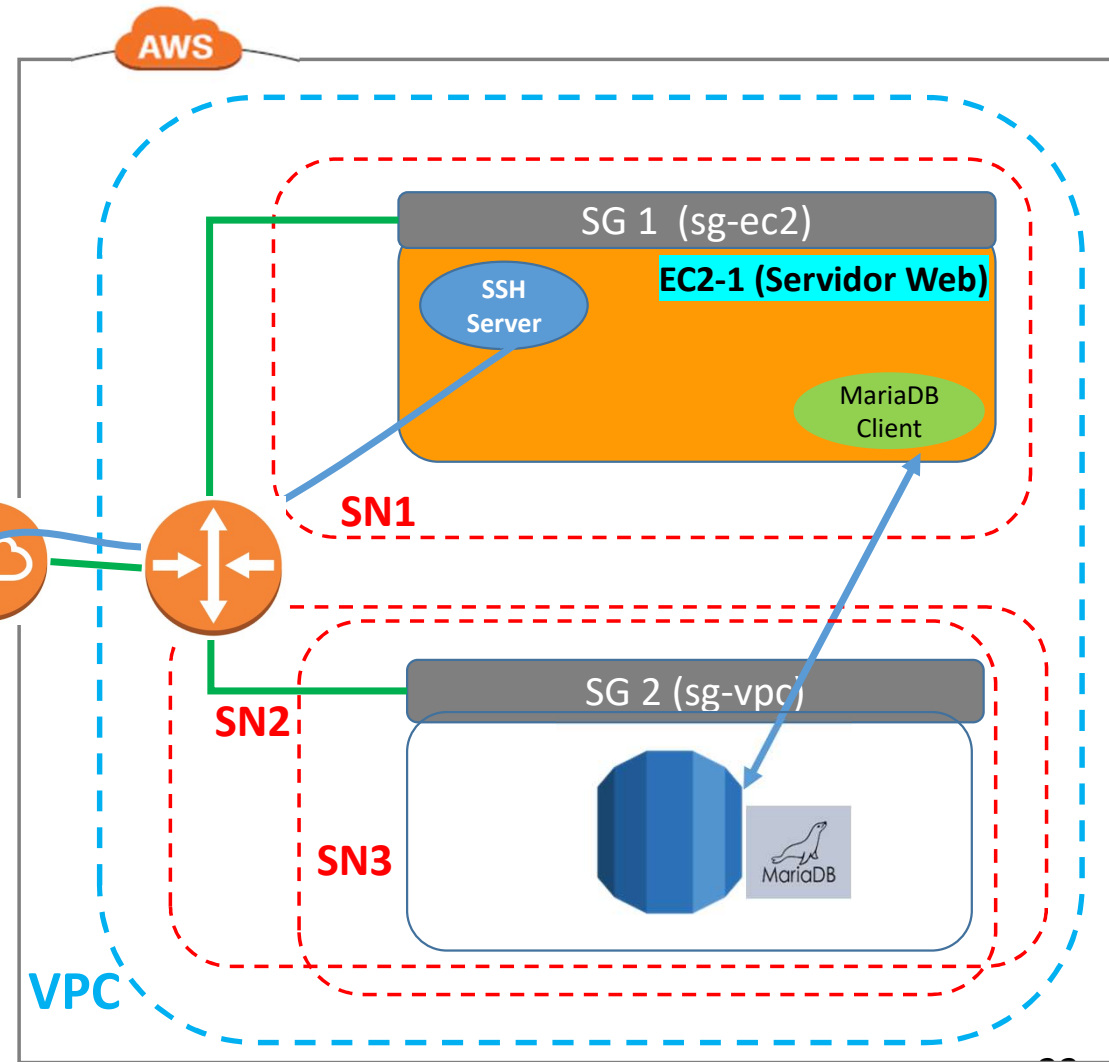 AWS
SG 1 (sg-ec2)
EC2-1 (Servidor Web)
SSH
Server
MariaDB
Client
SN1
SG 2 (sg-vpc)
SN2
SN3
MariaDB
VPC